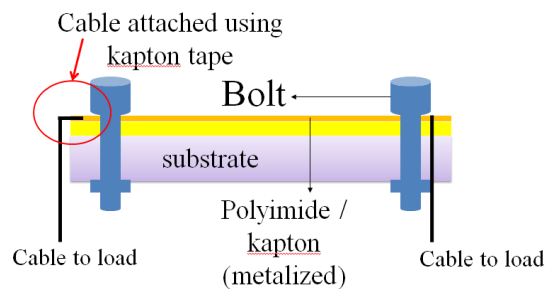 Cable attached using
kapton tape
Bolt
substrate
Polyimide /
kapton
(metalized)
Cable to load
Cable to load